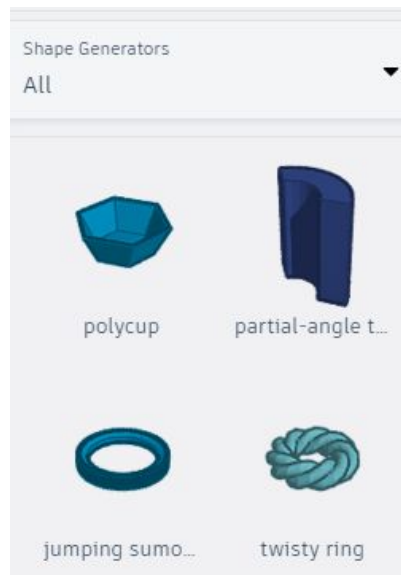 Shape Generators
All
polycup
partial-angle t...
jumping sumo...
twisty ring